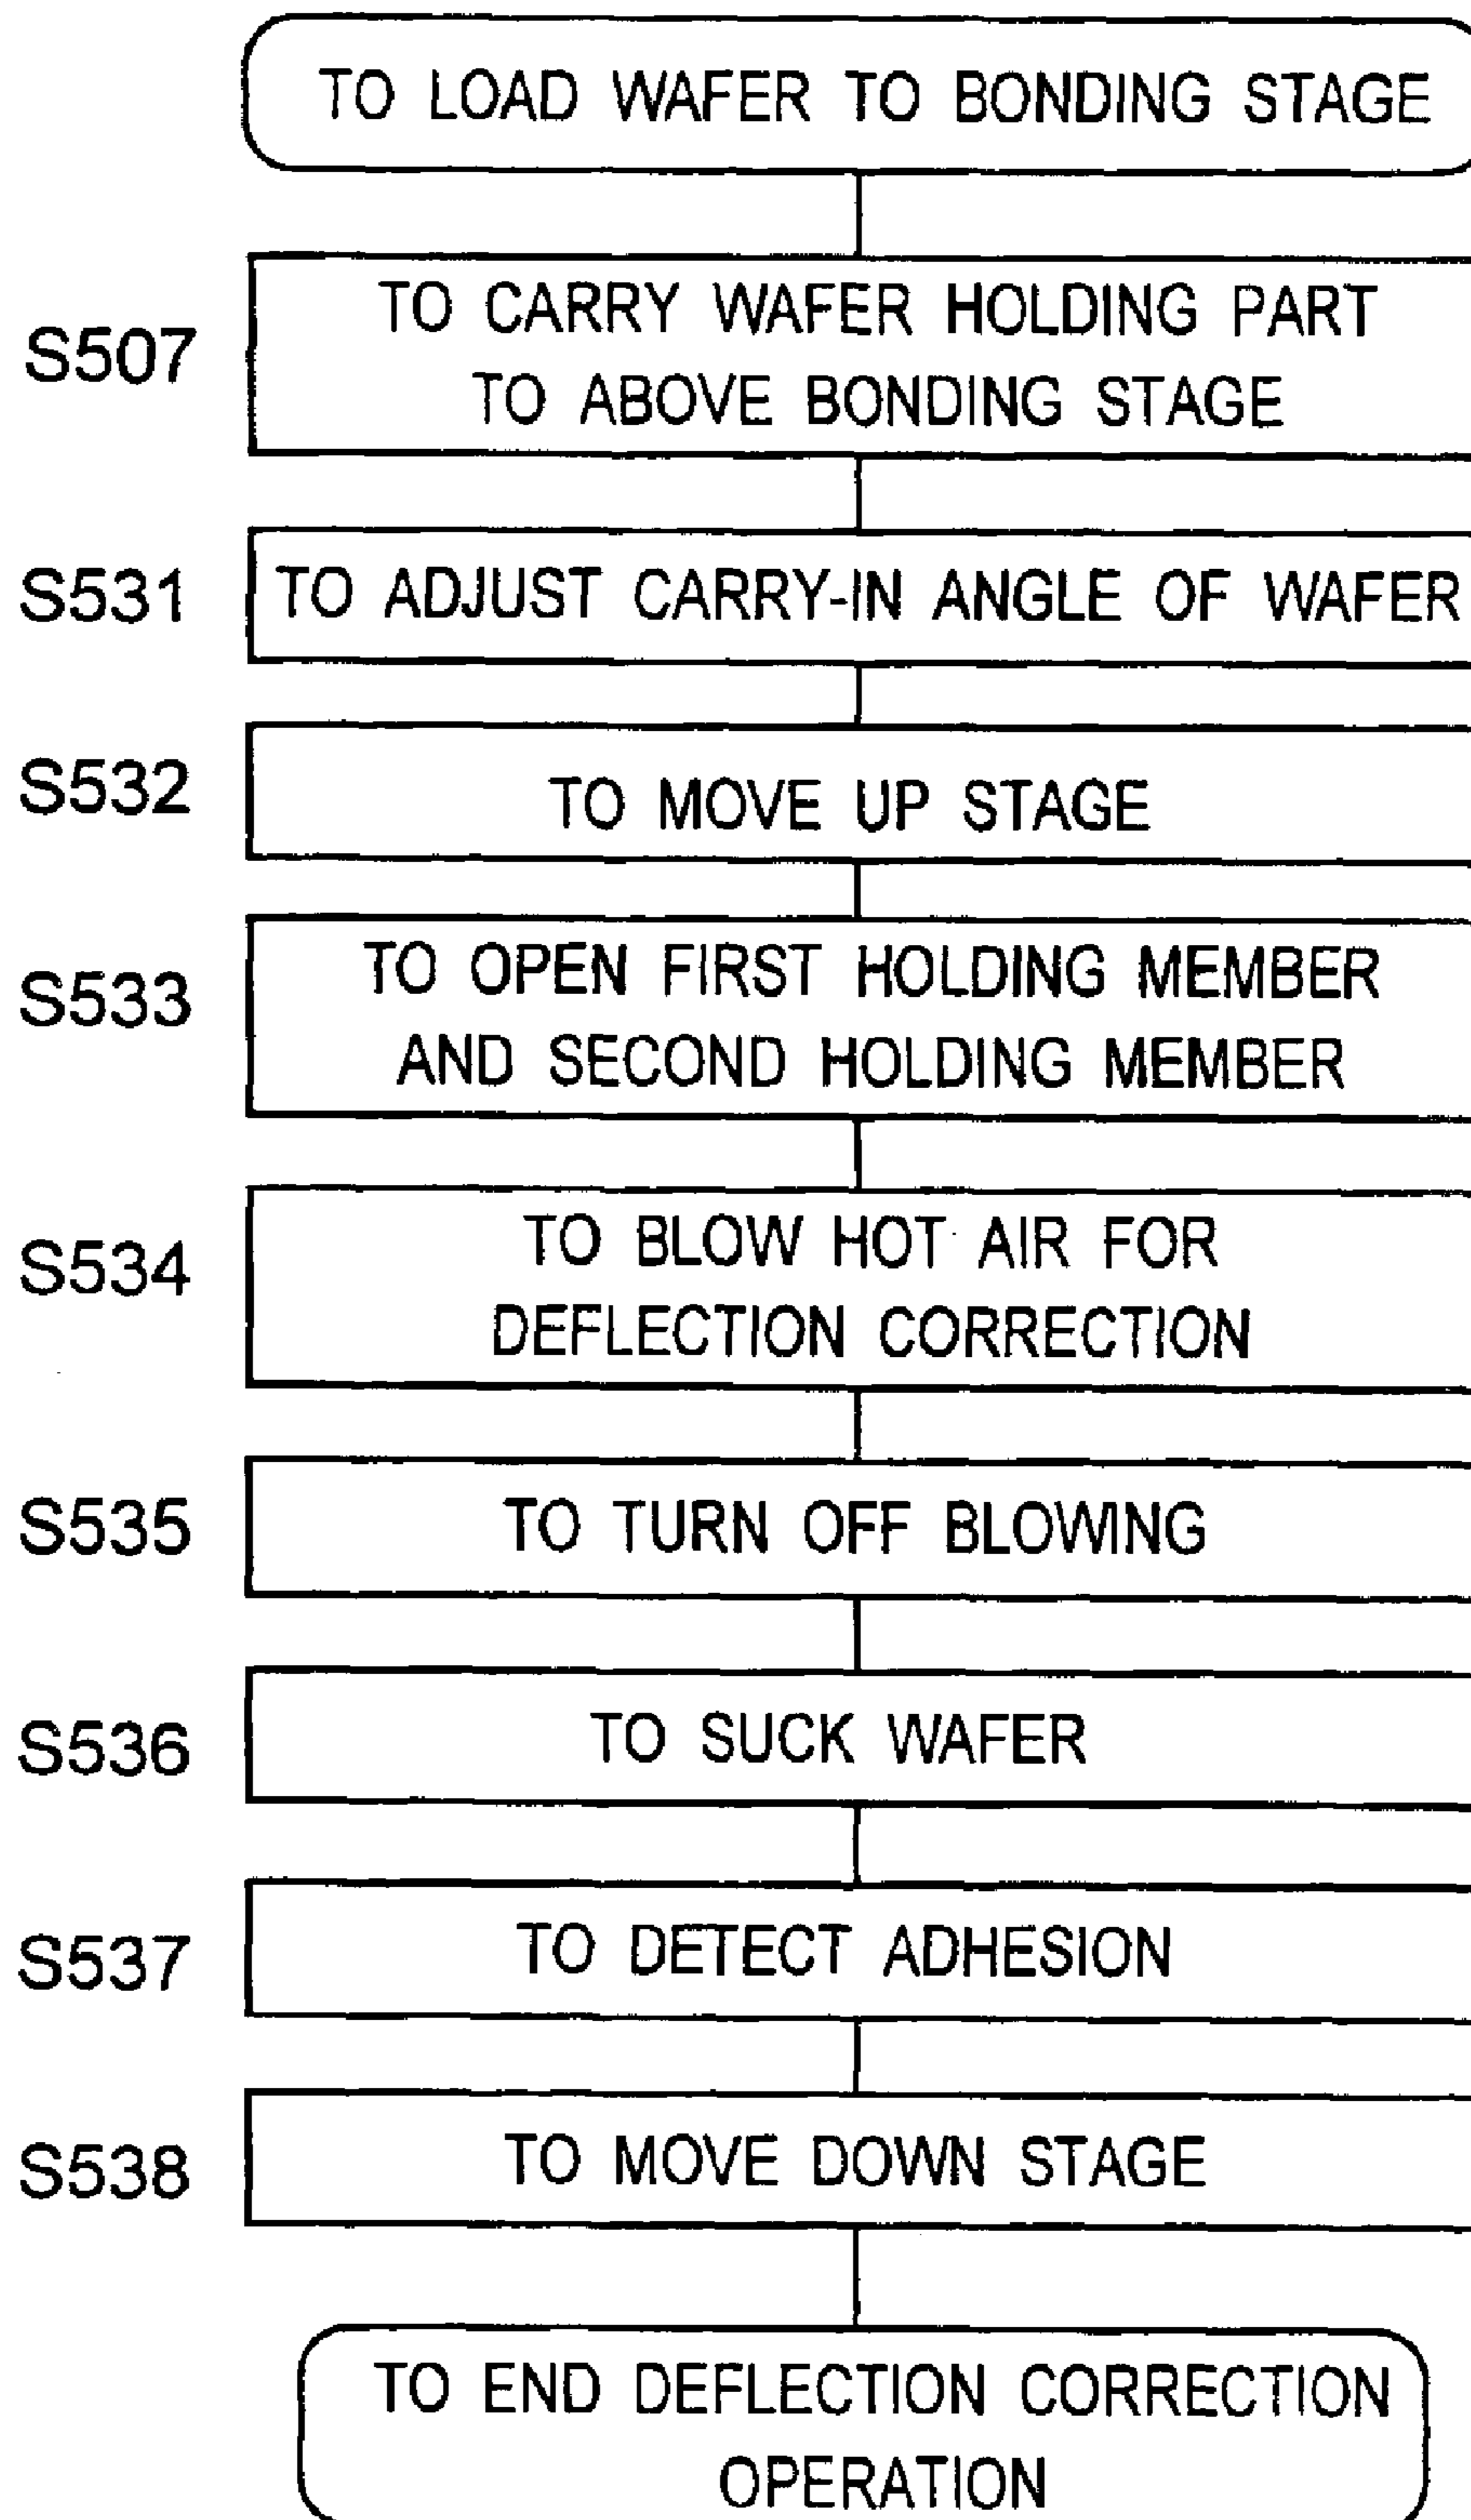 TO LOAD WAFER TO BONDING STAGE
S507
TO CARRY WAFER HOLDING PART
TO ABOVE BONDING STAGE
S531
TO ADJUST CARRY-IN ANGLE OF WAFER
S532
TO MOVE UP STAGE
S533
TO OPEN FIRST HOLDING MEMBER
AND SECOND HOLDING MEMBER
S534
TO BLOW HOT AIR FOR
DEFLECTION CORRECTION
S535
TO TURN OFF BLOWING
S536
TO SUCK WAFER
S537
TO DETECT ADHESION
S538
TO MOVE DOWN STAGE
TO END DEFLECTION CORRECTION
OPERATION